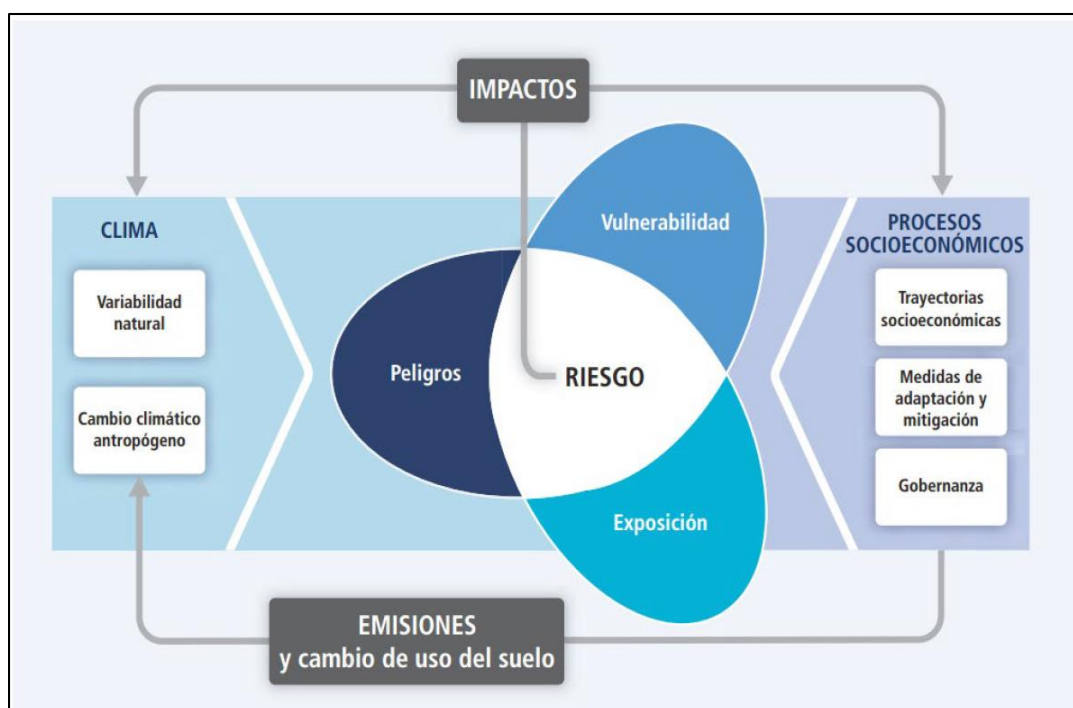 IMPACTOS
CLIMA
Variabilidad
natural
Cambio climático
antropógeno
Vulnerabilidad
Peligros
RIESGO
Exposición
PROCESOS
SOCIOECONÓMICOS
Trayectorias
socioeconómicas
Medidas de
adaptación y
mitigación
Gobernanza
EMISIONES
y cambio de uso del suelo